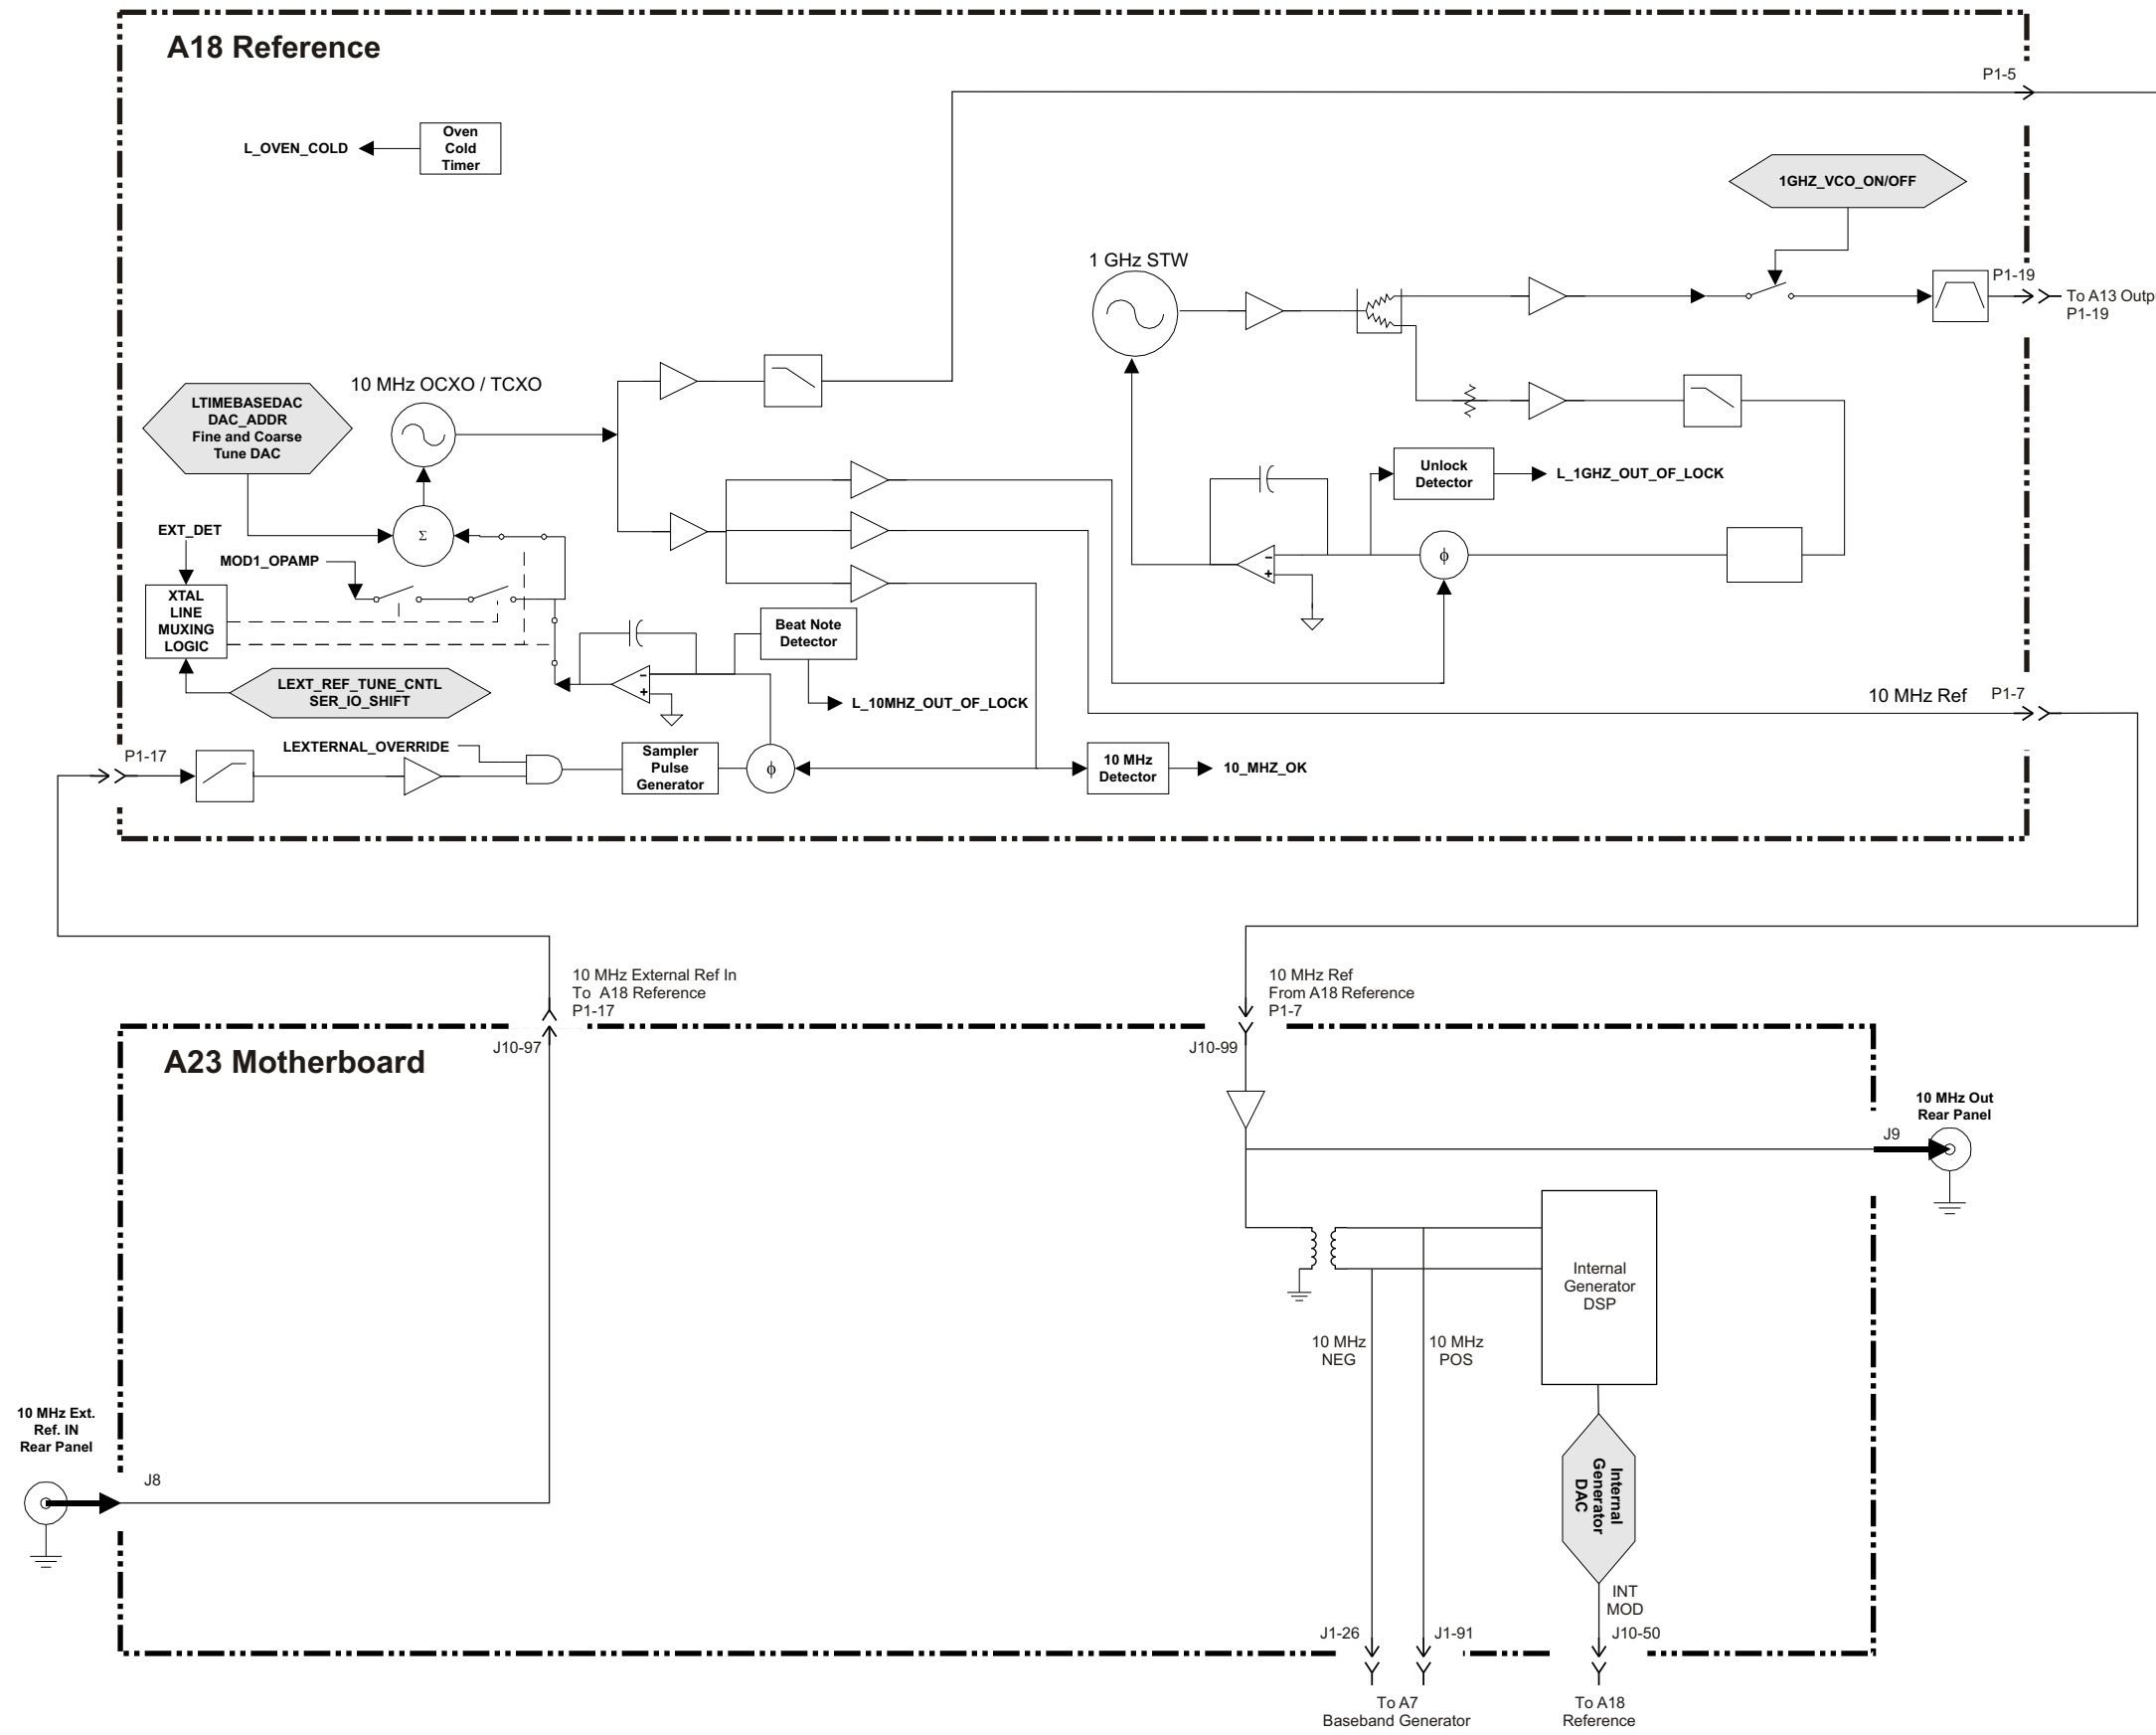 A18 Reference
P1-5
Oven
Cold
Timer
L_OVEN_COLD
1GHZ_VCO_ON/OFF
1 GHz STW
P1-19
To A13 Outp
P1-19
10 MHz OCXO / TCXO
LTIMEBASEDAC
DAC_ADDR
Fine and Coarse
Tune DAC
Unlock
Detector
L_1GHZ_OUT_OF_LOCK
Σ
EXT_DET
MOD1_OPAMP
ϕ
XTAL
LINE
MUXING
LOGIC
Beat Note
Detector
LEXT_REF_TUNE_CNTL
SER_IO_SHIFT
L_10MHZ_OUT_OF_LOCK
10 MHz Ref
P1-7
P1-17
LEXTERNAL_OVERRIDE
Sampler
Pulse
Generator
ϕ
10 MHz
Detector
10_MHZ_OK
10 MHz External Ref In
To A18 Reference
P1-17
10 MHz Ref
From A18 Reference
P1-7
J10-97
J10-99
A23 Motherboard
10 MHz Out
Rear Panel
J9
Internal
Generator
DSP
10 MHz
NEG
10 MHz
POS
10 MHz Ext.
Ref. IN
Rear Panel
J8
Internal
Generator
DAC
INT
MOD
J1-26
J1-91
J10-50
To A7
Baseband Generator
To A18
Reference